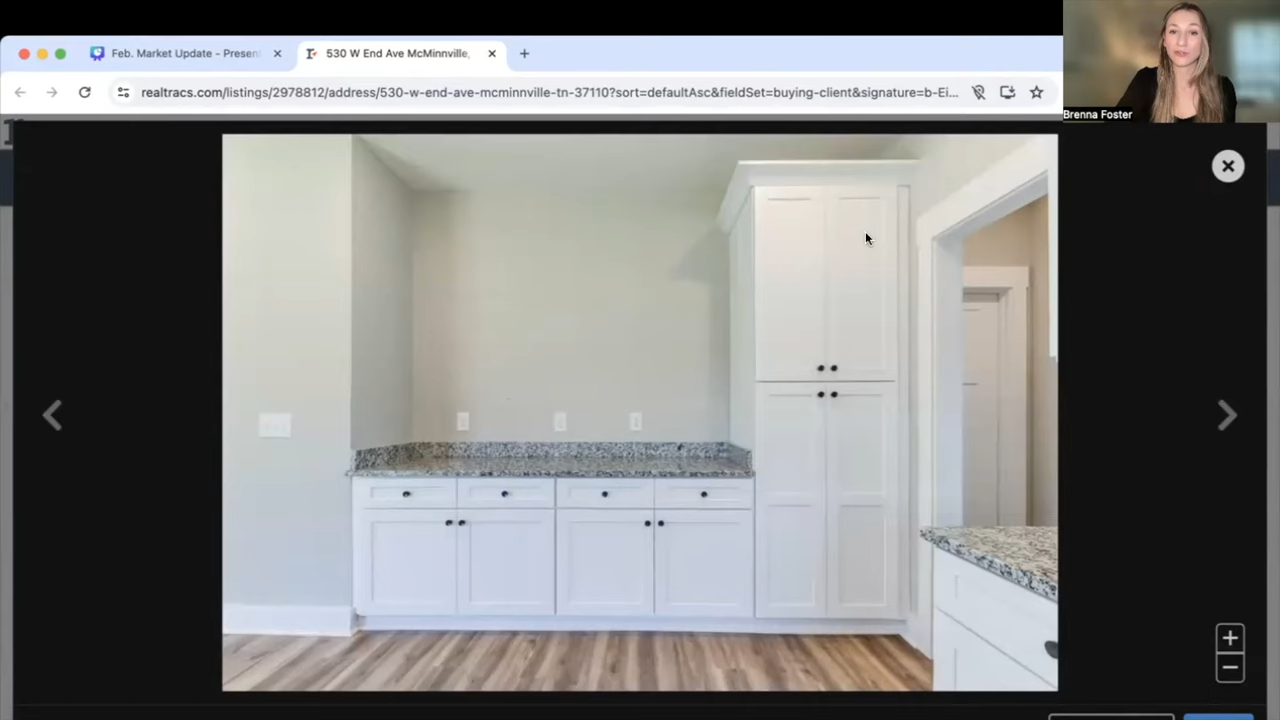 Feb. Market Update - Present
530 W End Ave McMinnville,
realtracs.com/listings/2978812/address/530-w-end-ave-mcminnville-tn-37110?sort=defaultAsc&fieldSet=buying-client&signature=b-Ei...
Brenna Foster